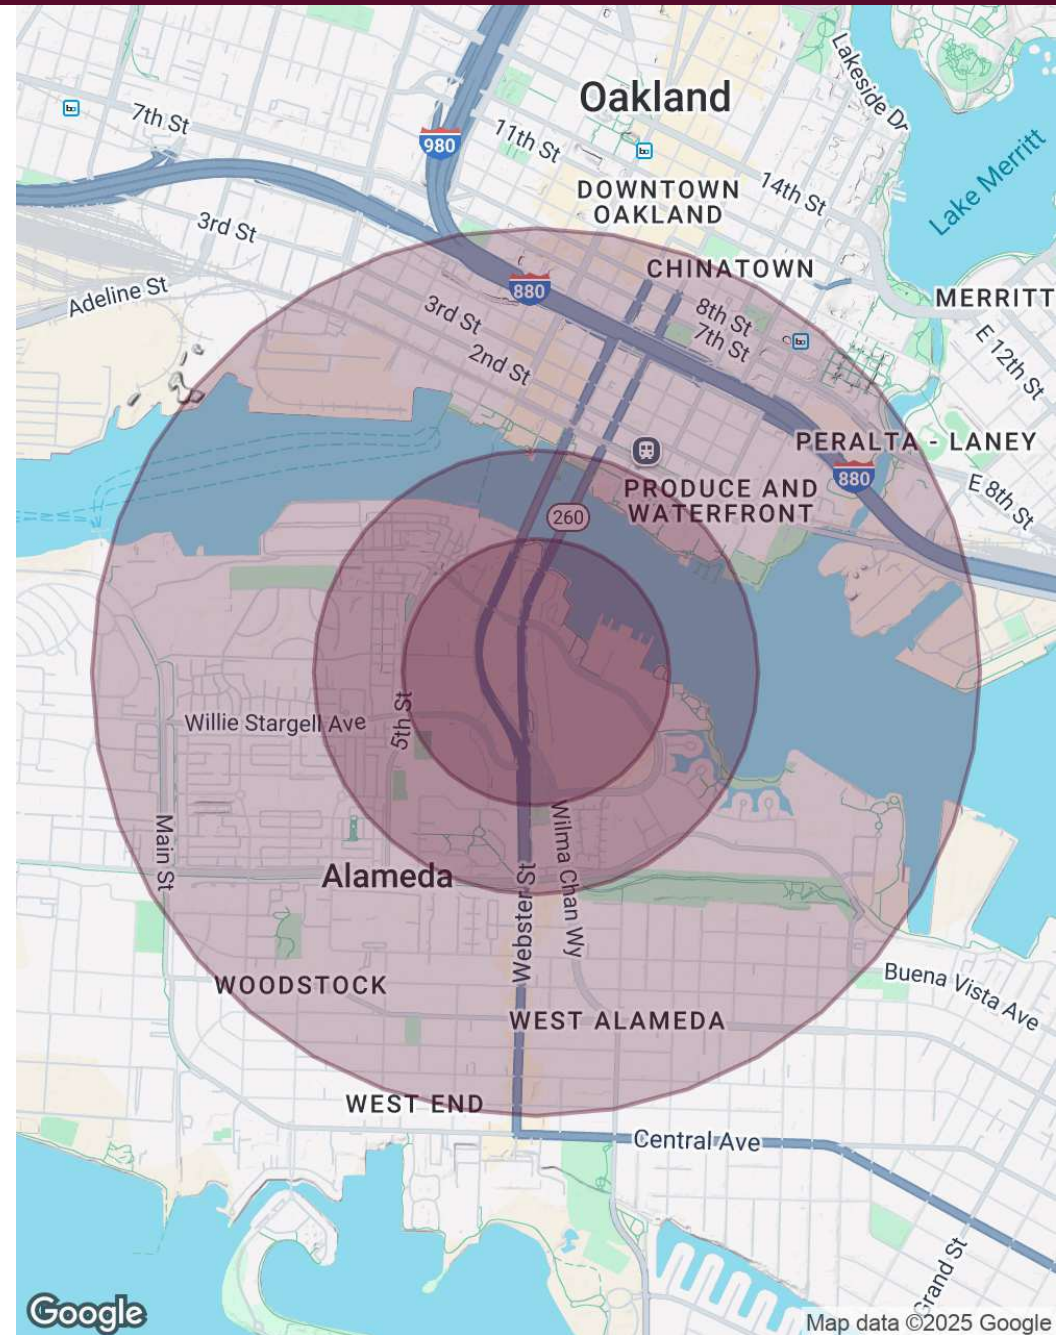 Oakland
Lakeside Dr
7th St
980
11th St
Lake Merritt
DOWNTOWN
OAKLAND
14th St
3rd St
CHINATOWN
Adeline St
880
MERRITT
3rd St
8th St
7th St
E 12th St
2nd St
PERALTA - LANEY
880
PRODUCE AND
WATERFRONT
E 8th St
260
Willie Stargell Ave
5th St
Main St
Alameda
Webster St
Wilma Chan Wy
WOODSTOCK
Buena Vista Ave
WEST ALAMEDA
WEST END
Central Ave
Grand St
Google
Map data ©2025 Google